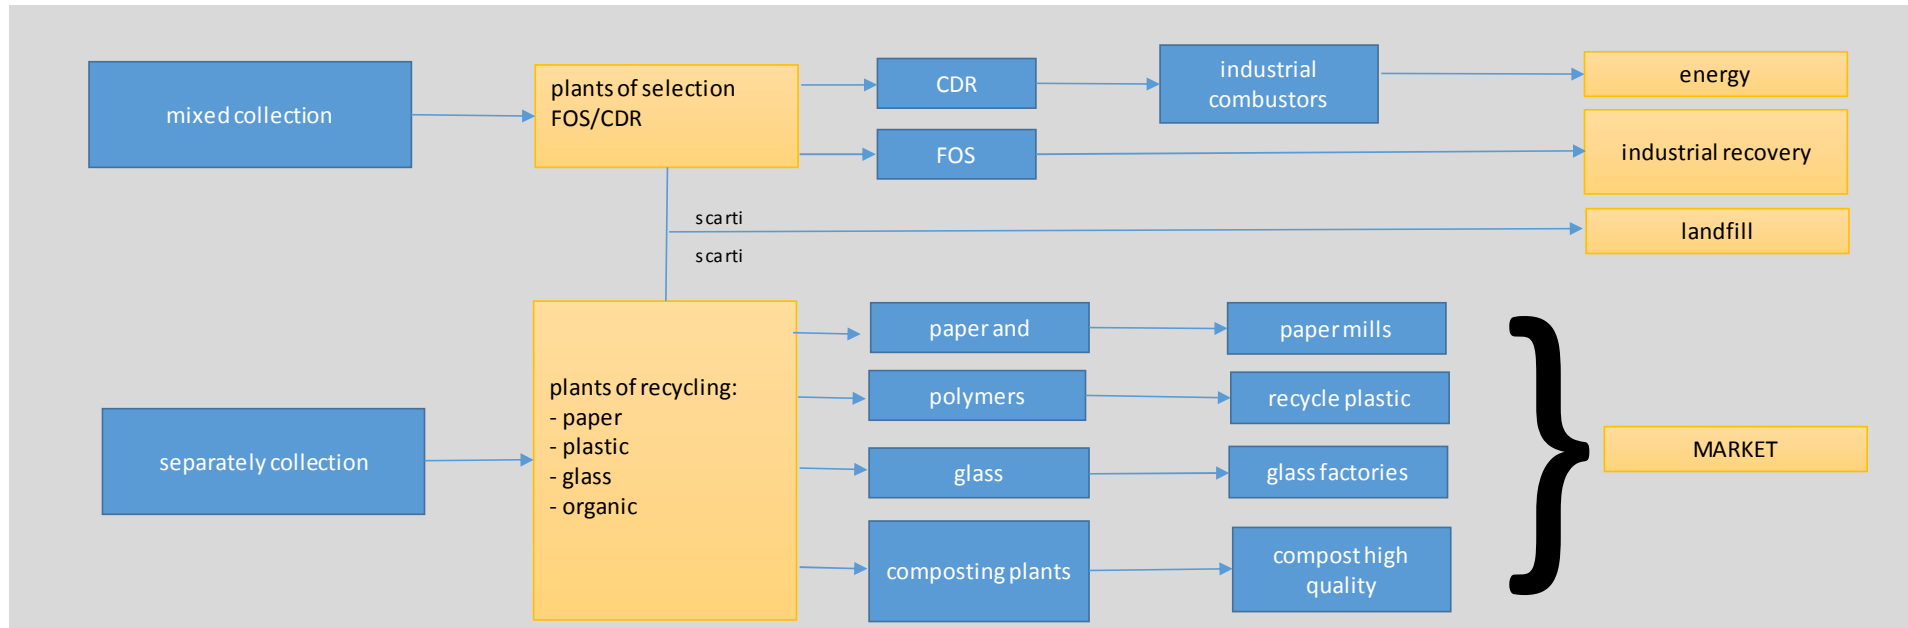 mixed collection
plants of selection
FOS/CDR
CDR
industrial
combustors
energy
FOS
industrial recovery
scarti
landfill
scarti
separately collection
plants of recycling:
- paper
- plastic
- glass
- organic
paper and
paper mills
polymers
recycle plastic
glass
glass factories
composting plants
compost high
quality
}
MARKET